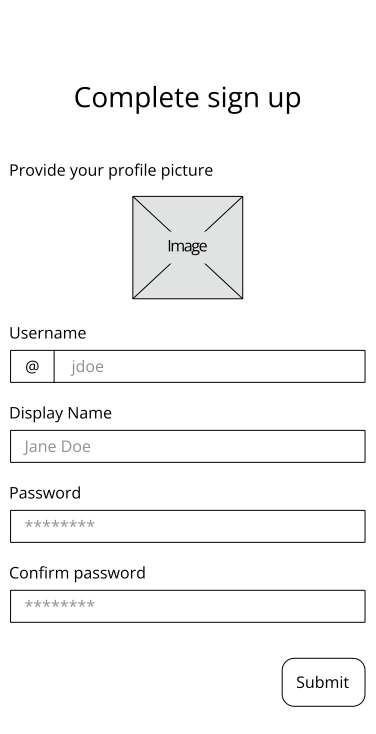 Complete sign up
Provide your profile picture
Image
Username
@ jdoe
Display Name
Jane Doe
Password
********
Confirm password
********
Submit